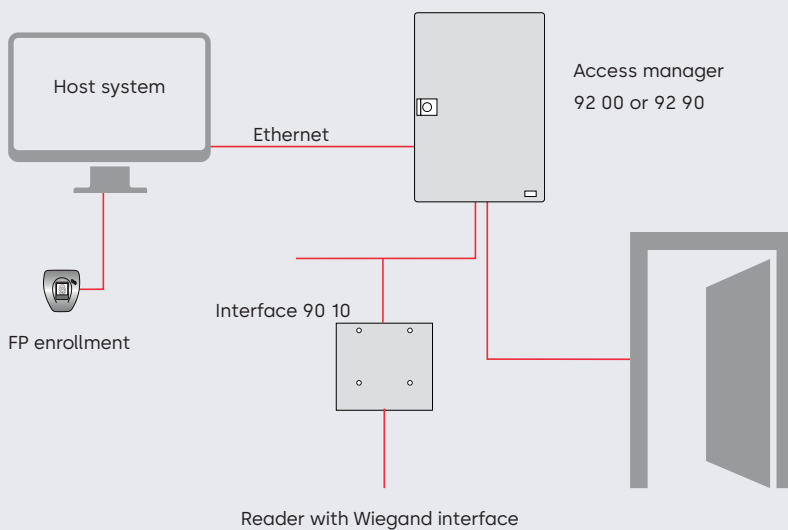 Host system
Access manager
92 00 or 92 90
Ethernet
Interface 90 10
FP enrollment
Reader with Wiegand interface